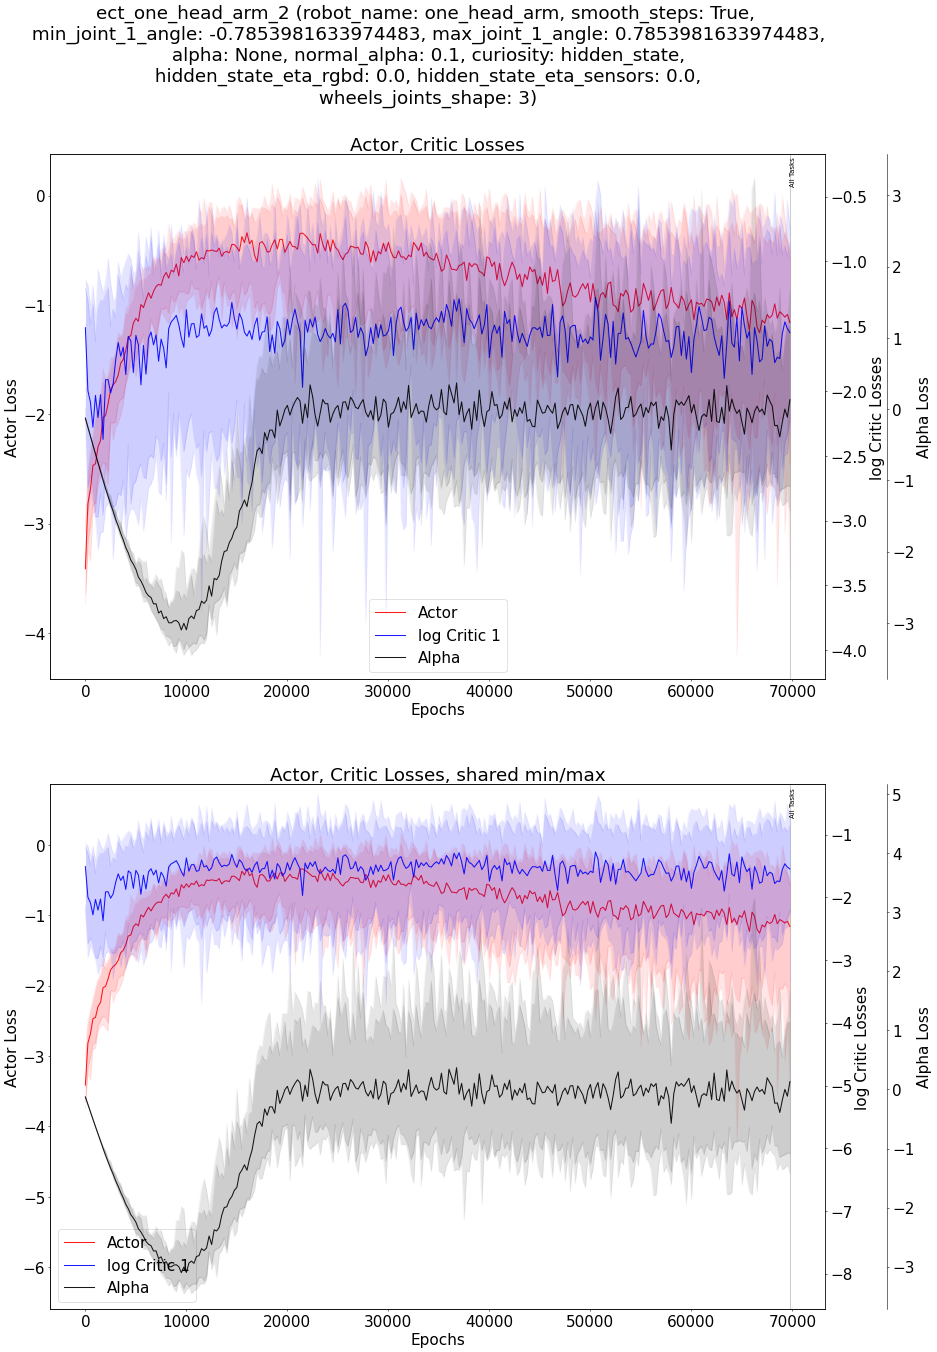 ect_one_head_arm_2 (robot_name: one_head_arm, smooth_steps: True,
min_joint_1_angle: -0.7853981633974483, max_joint_1_angle: 0.7853981633974483,
alpha: None, normal_alpha: 0.1, curiosity: hidden_state,
hidden_state_eta_rgbd: 0.0, hidden_state_eta_sensors: 0.0,
wheels_joints_shape: 3)
Actor, Critic Losses
All Tasks
0
−1
−2
−3
−4
Actor Loss
−0.5
−1.0
−1.5
−2.0
−2.5
−3.0
−3.5
−4.0
log Critic Losses
3
2
1
0
−1
−2
−3
Alpha Loss
Actor
log Critic 1
Alpha
0 10000 20000 30000 40000 50000 60000 70000
Epochs
Actor, Critic Losses, shared min/max
All Tasks
0
−1
−2
−3
−4
−5
−6
Actor Loss
−1
−2
−3
−4
−5
−6
−7
−8
log Critic Losses
5
4
3
2
1
0
−1
−2
−3
Alpha Loss
Actor
log Critic 1
Alpha
0 10000 20000 30000 40000 50000 60000 70000
Epochs